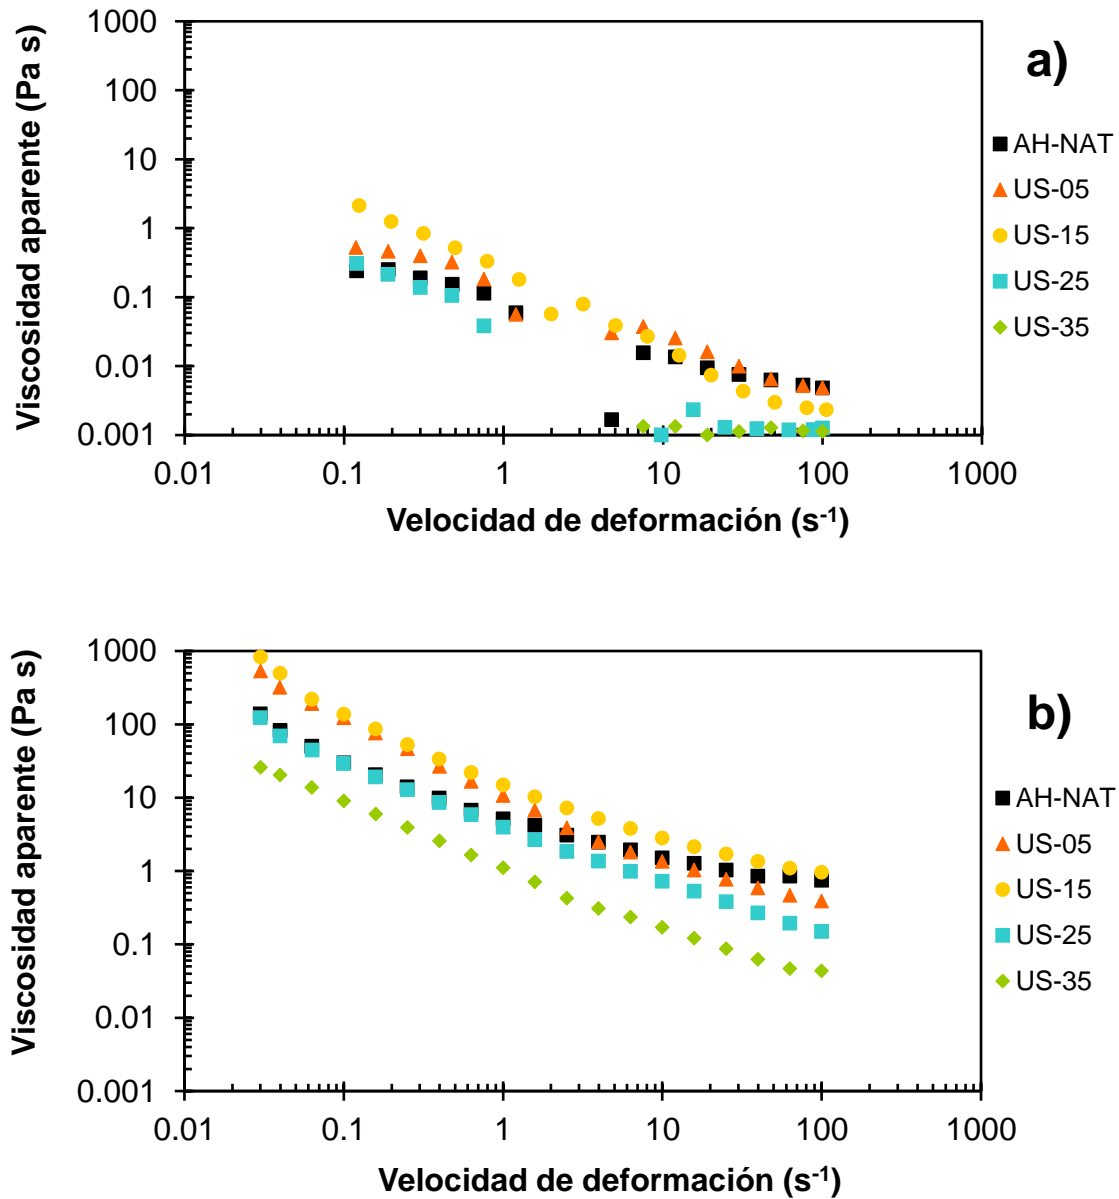 a)
Viscosidad aparente (Pa s)
1000
100
10
1
0.1
0.01
0.001
0.01 0.1 1 10 100 1000
Velocidad de deformación (s-1)
AH-NAT
US-05
US-15
US-25
US-35
b)
Viscosidad aparente (Pa s)
1000
100
10
1
0.1
0.01
0.001
0.01 0.1 1 10 100 1000
Velocidad de deformación (s-1)
AH-NAT
US-05
US-15
US-25
US-35